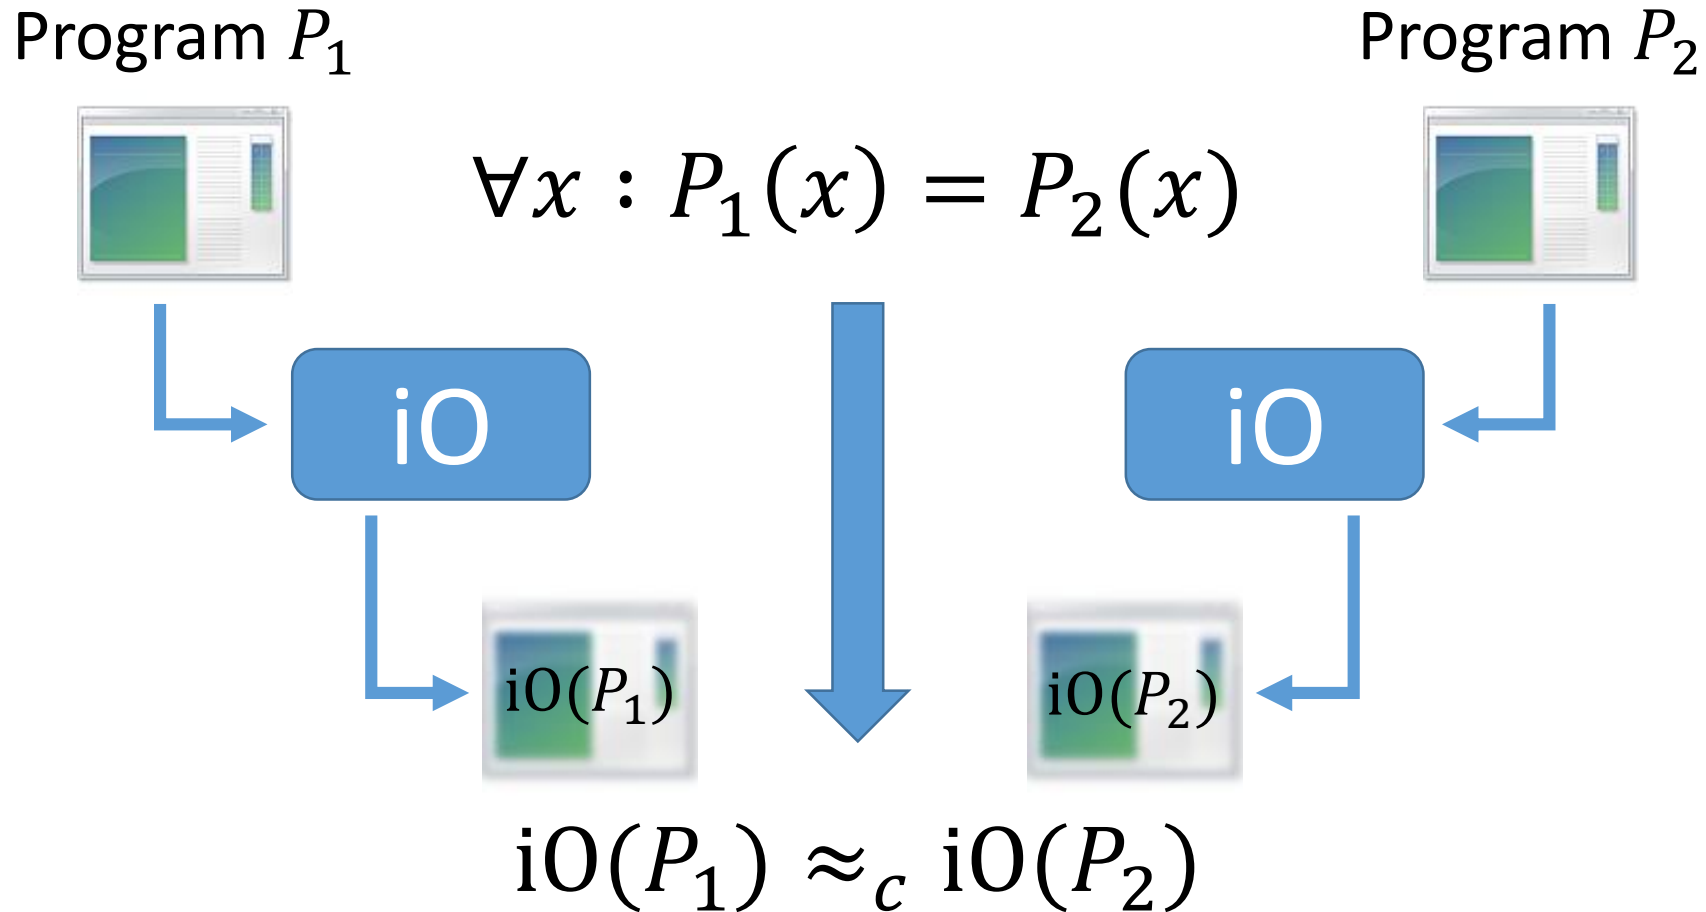 Program P₁
Program P₂
∀x : P₁(x) = P₂(x)
iO
iO
iO(P₁)
iO(P₂)
iO(P₁) ≈c iO(P₂)